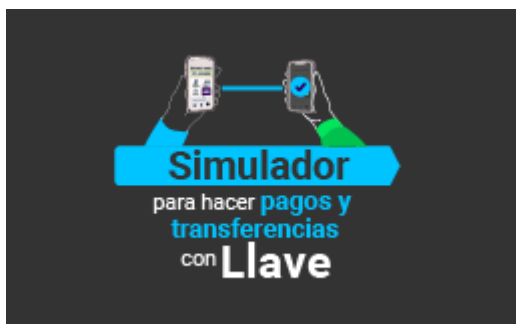 Simulador
para hacer pagos y
transferencias
con Llave